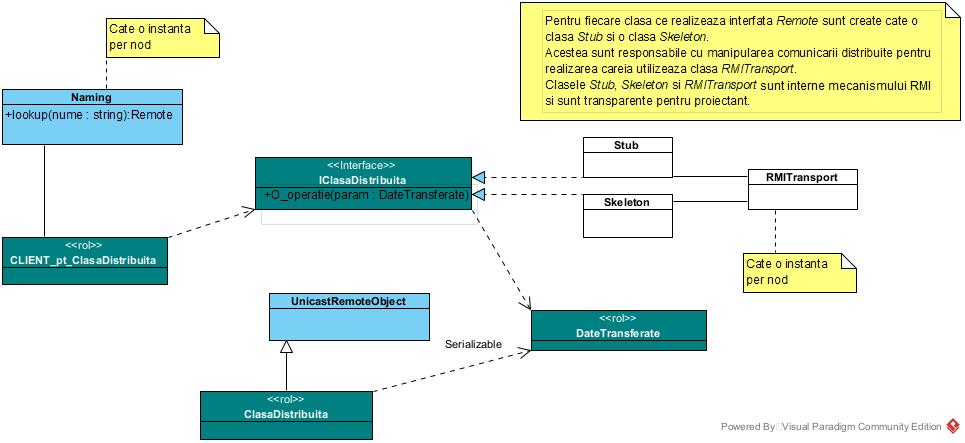 Cate o instanta
per nod
Pentru fiecare clasa ce realizeaza interfata Remote sunt create cate o
clasa Stub si o clasa Skeleton.
Acestea sunt responsabile cu manipularea comunicarii distribuite pentru
realizarea careia utilizeaza clasa RMITransport.
Clasele Stub, Skeleton si RMITransport sunt interne mecanismului RMI
si sunt transparente pentru proiectant.
Naming
+lookup(nume : string):Remote
<<Interface>>
IClasaDistribuita
+O_operatie(param : DateTransferate)
Stub
Skeleton
RMITransport
<<rol>>
CLIENT_pt_ClasaDistribuita
Cate o instanta
per nod
UnicastRemoteObject
<<rol>>
DateTransferate
Serializable
<<rol>>
ClasaDistribuita
Powered By Visual Paradigm Community Edition